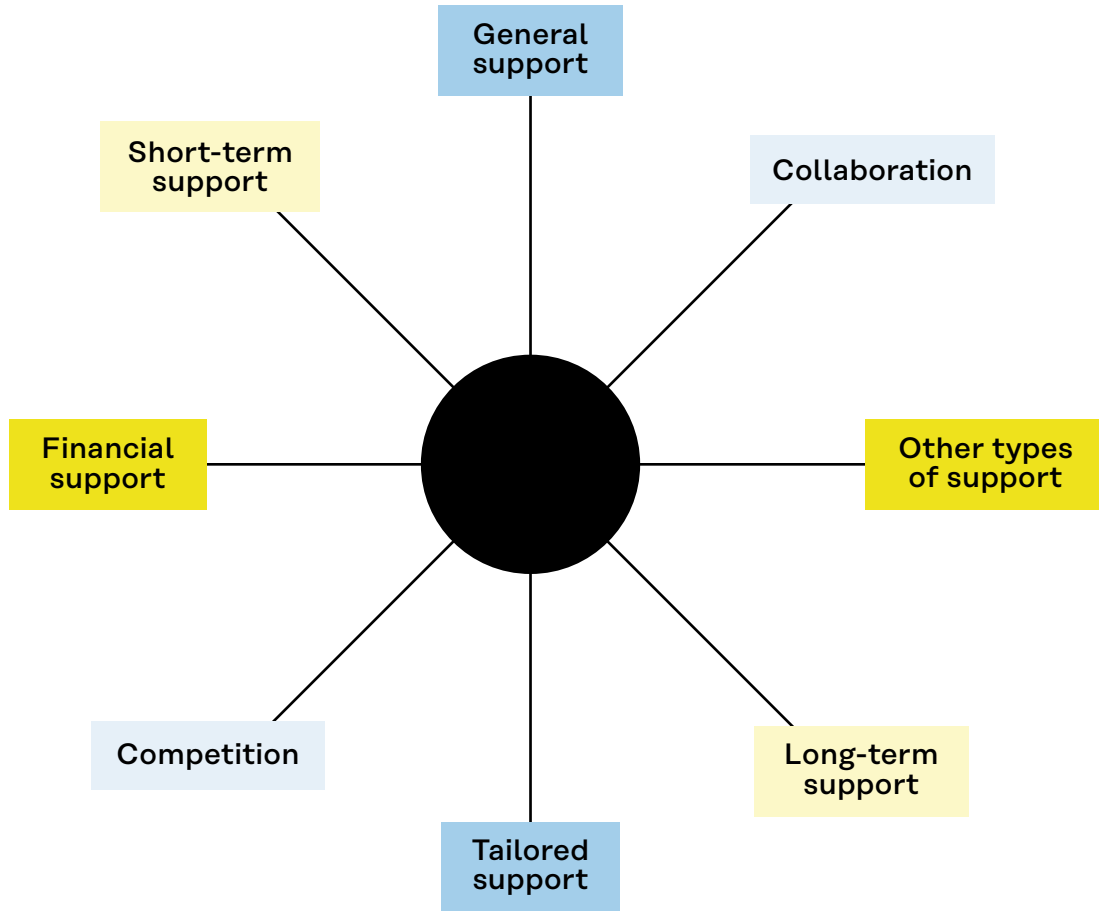 General
support
Short-term
support
Collaboration
Financial
support
Other types
of support
Competition
Long-term
support
Tailored
support